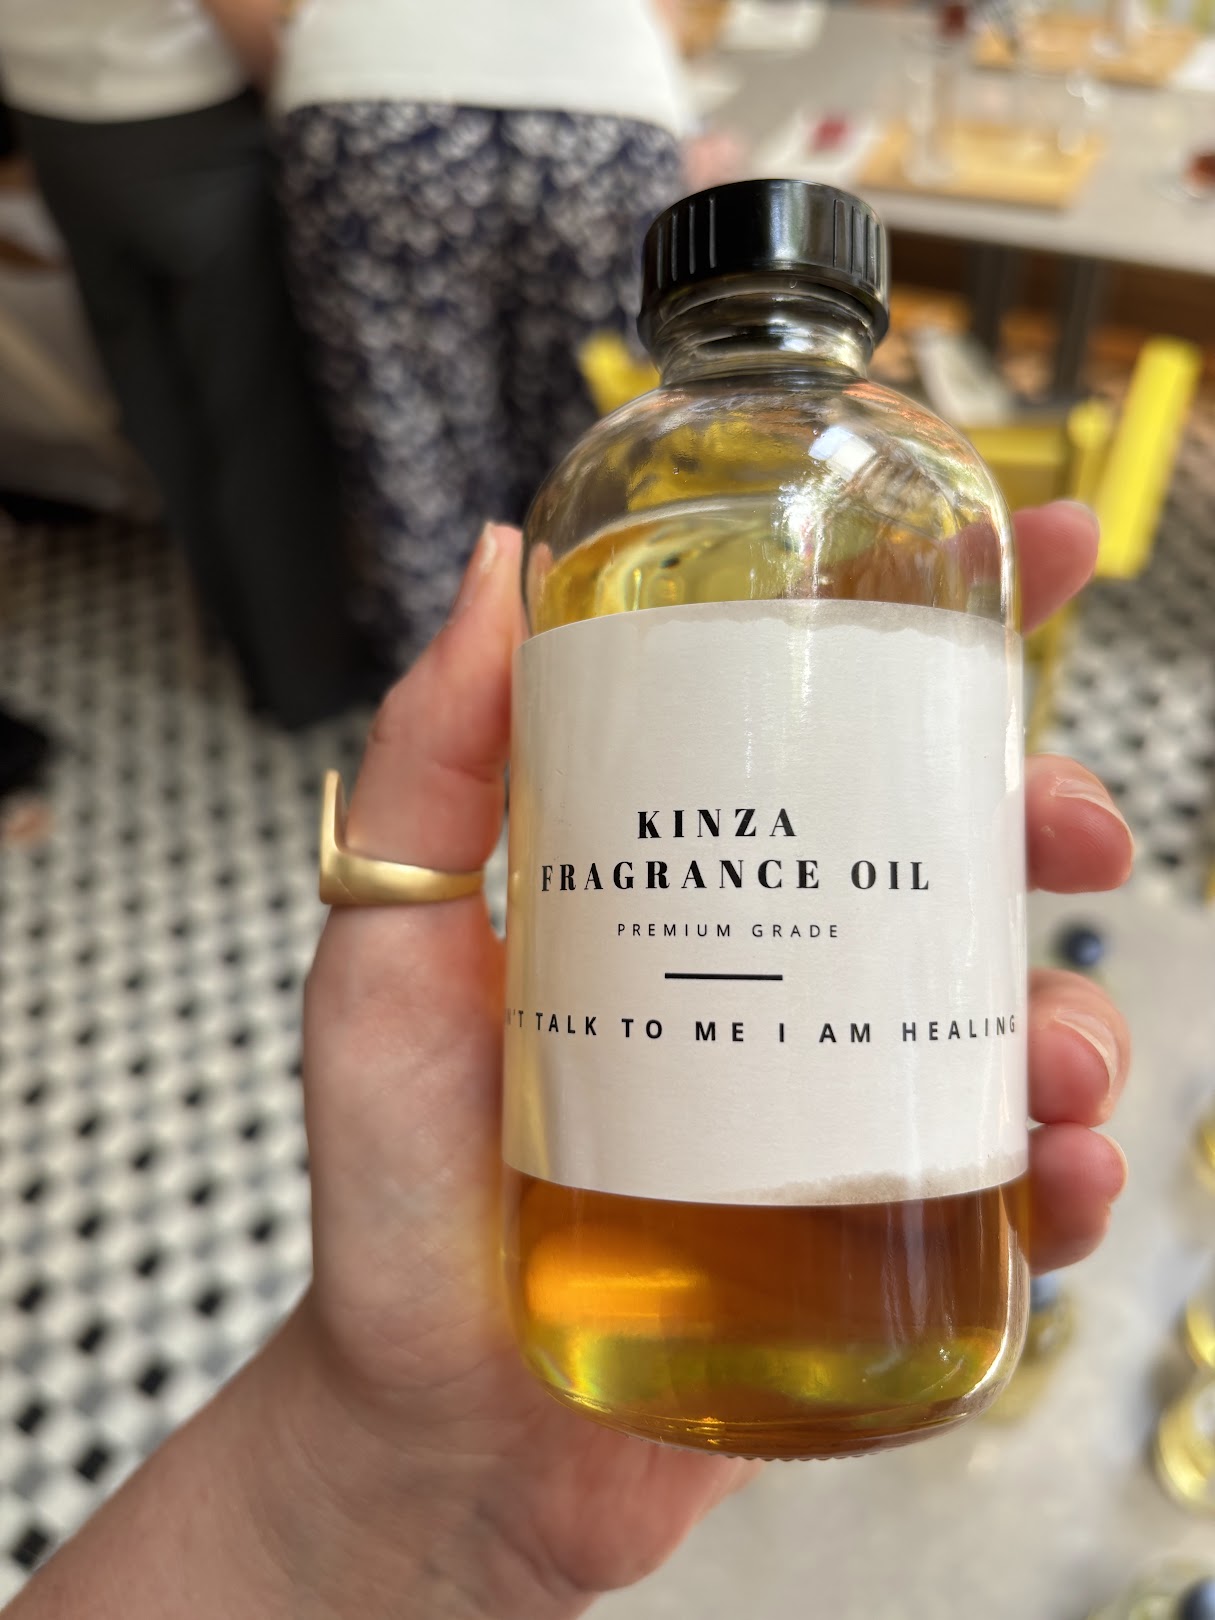 KINZA
FRAGRANCE OIL
PREMIUM GRADE
'T TALK TO ME I AM HEALING